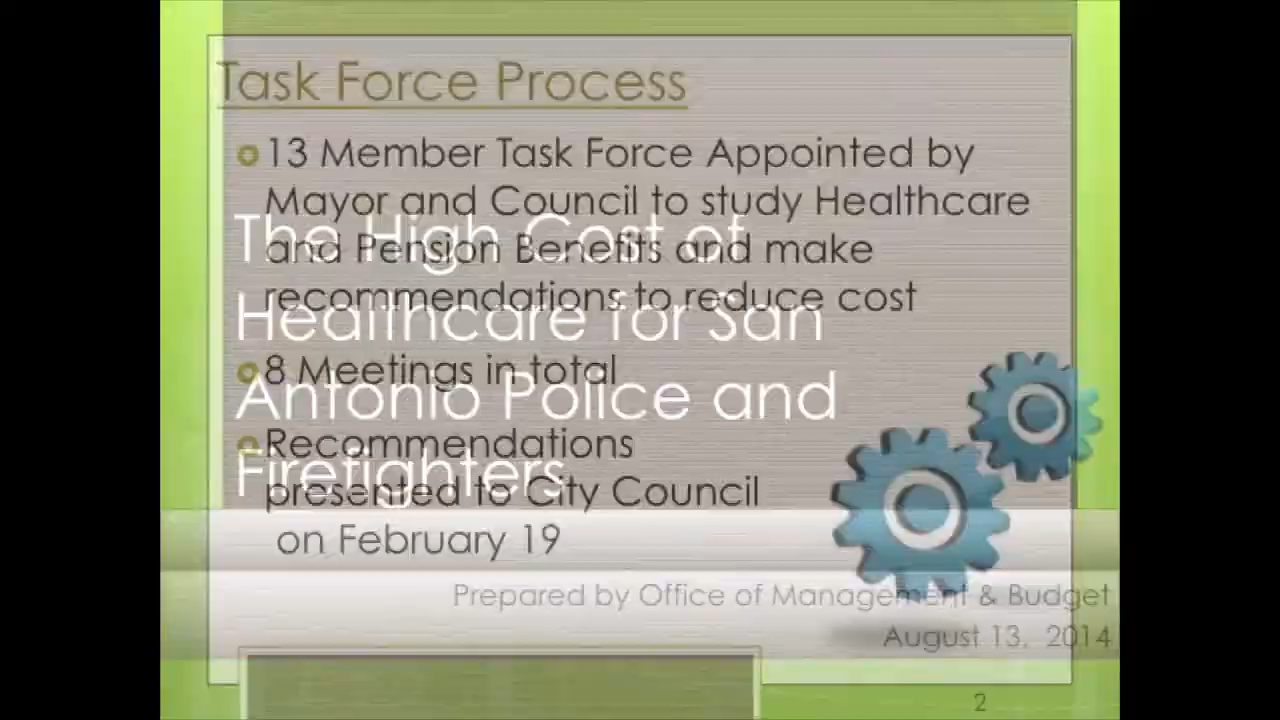 Task Force Process
13 Member Task Force Appointed by
Mayor and Council to study Healthcare
and Pension Benefits and make
recommendations to reduce cost
8 Meetings in total
Recommendations
presented to City Council
on February 19
The High Cost of
Healthcare for San
Antonio Police and
Firefighters
Prepared by Office of Management & Budget
August 13, 2014
2